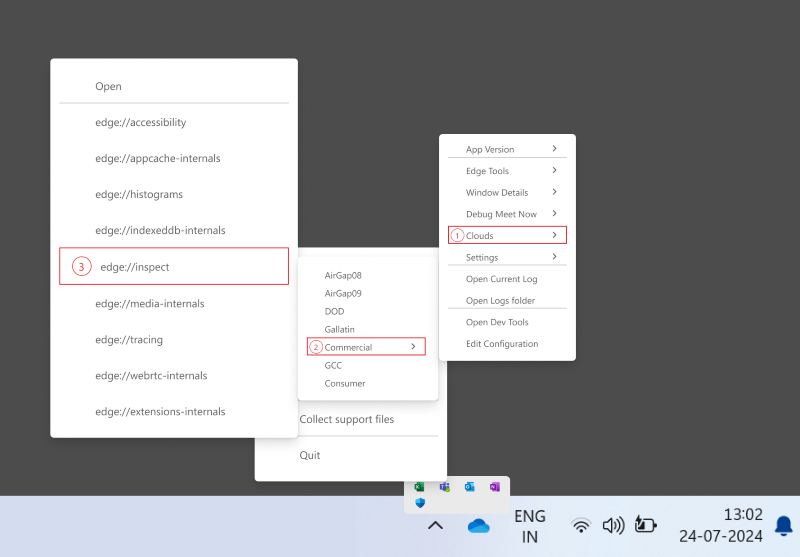 Open
edge://accessibility
edge://appcache-internals
edge://histograms
edge://indexeddb-internals
3 edge://inspect
edge://media-internals
edge://tracing
edge://webrtc-internals
edge://extensions-internals
AirGap08
AirGap09
DOD
Gallatin
2 Commercial
GCC
Consumer
Collect support files
Quit
App Version
Edge Tools
Window Details
Debug Meet Now
1 Clouds
Settings
Open Current Log
Open Logs folder
Open Dev Tools
Edit Configuration
ENG
IN
13:02
24-07-2024